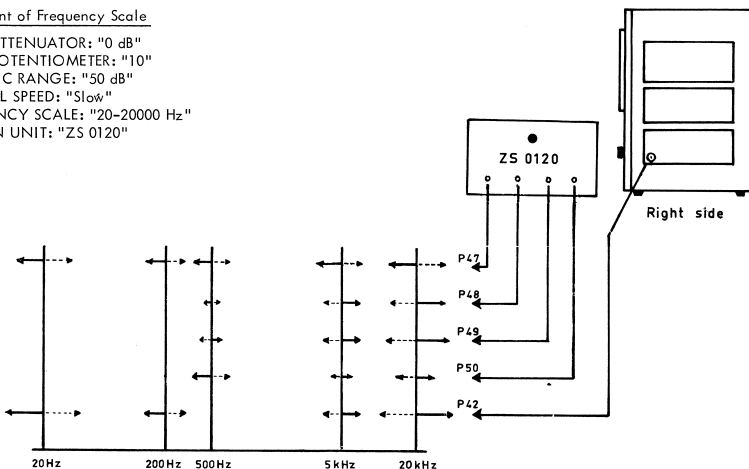 nt of Frequency Scale
TTENUATOR: "0 dB"
OTENTIOMETER: "10"
C RANGE: "50 dB"
L SPEED: "Slow"
NCY SCALE: "20-20000 Hz"
N UNIT: "ZS 0120"
ZS 0120
Right side
P47
P48
P49
P50
P42
20Hz
200Hz
500Hz
5kHz
20kHz